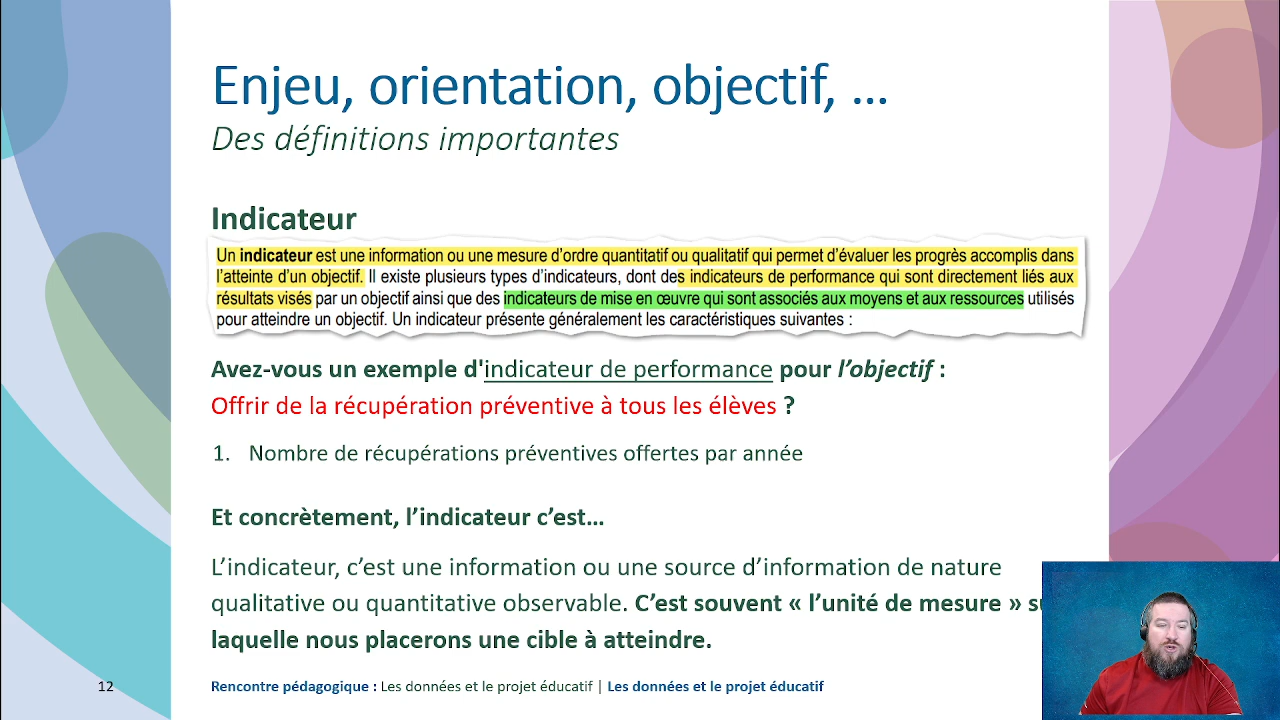 Enjeu, orientation, objectif, …
Des définitions importantes
Indicateur
Un indicateur est une information ou une mesure d'ordre quantitatif ou qualitatif qui permet d'évaluer les progrès accomplis dans
l'atteinte d'un objectif. Il existe plusieurs types d'indicateurs, dont des indicateurs de performance qui sont directement liés aux
résultats visés par un objectif ainsi que des indicateurs de mise en œuvre qui sont associés aux moyens et aux ressources utilisés
pour atteindre un objectif. Un indicateur présente généralement les caractéristiques suivantes :
Avez-vous un exemple d'indicateur de performance pour l’objectif :
Offrir de la récupération préventive à tous les élèves ?
1. Nombre de récupérations préventives offertes par année
Et concrètement, l’indicateur c’est…
L’indicateur, c’est une information ou une source d’information de nature
qualitative ou quantitative observable. C’est souvent « l’unité de mesure »
laquelle nous placerons une cible à atteindre.
12
Rencontre pédagogique : Les données et le projet éducatif | Les données et le projet éducatif